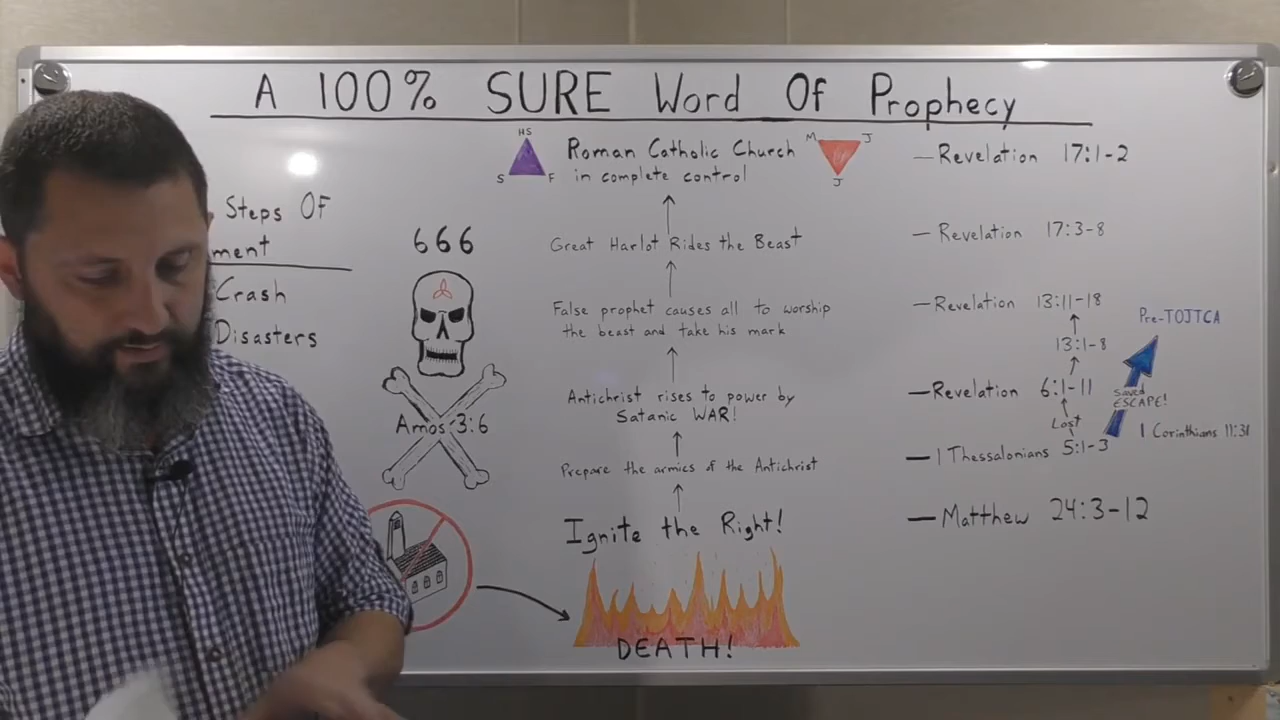 A 100% SURE Word Of Prophecy
Steps OF
ment
Crash
Disasters
666
Amos 3:6
HS
S F
Roman Catholic Church
in complete control
M J
J
Great Harlot Rides the Beast
False prophet causes all to worship
the beast and take his mark
Antichrist rises to power by
Satanic WAR!
Prepare the armies of the Antichrist
Ignite the Right!
DEATH!
— Revelation 17:1-2
— Revelation 17:3-8
— Revelation 13:11-18
13:1-8
— Revelation 6:1-11
Lost
— 1 Thessalonians 5:1-3
— Matthew 24:3-12
Pre-TOJTCA
Saved
ESCAPE!
1 Corinthians 11:31